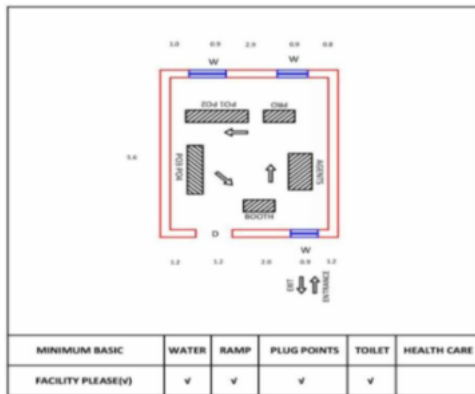 1.0 0.9 2.9 0.9 0.8
W W
PO1 PO2 PRO
5.6
PO3 PO4 AGENTS
BOOTH
D
W
1.2 1.2 2.0 0.9 1.2
EXIT ENTRANCE
MINIMUM BASIC WATER RAMP PLUG POINTS TOILET HEALTH CARE
FACILITY PLEASE(√) √ √ √ √